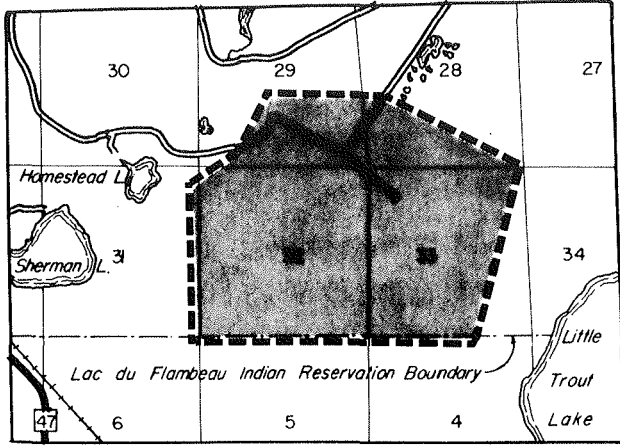 30 29 28 27
Homestead L.
Sherman L. 31 34
Little
Lac du Flambeau Indian Reservation Boundary
Trout
47 6 5 4 Lake